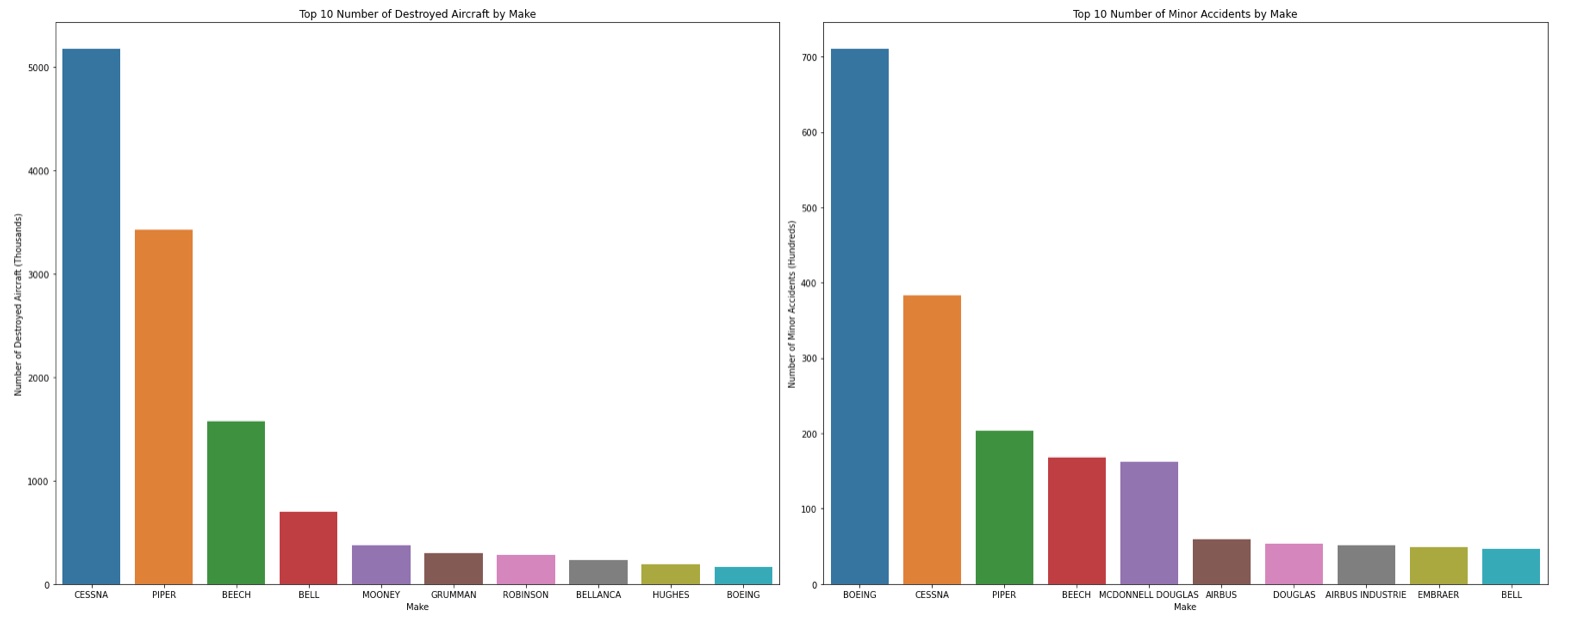 Top 10 Number of Destroyed Aircraft by Make
Number of Destroyed Aircraft (Thousands)
5000
4000
3000
2000
1000
0
CESSNA PIPER BEECH BELL MOONEY GRUMMAN ROBINSON BELLANCA HUGHES BOEING
Make
Top 10 Number of Minor Accidents by Make
Number of Minor Accidents (Hundreds)
700
600
500
400
300
200
100
0
BOEING CESSNA PIPER BEECH MCDONNELL DOUGLAS AIRBUS DOUGLAS AIRBUS INDUSTRIE EMBRAER BELL
Make